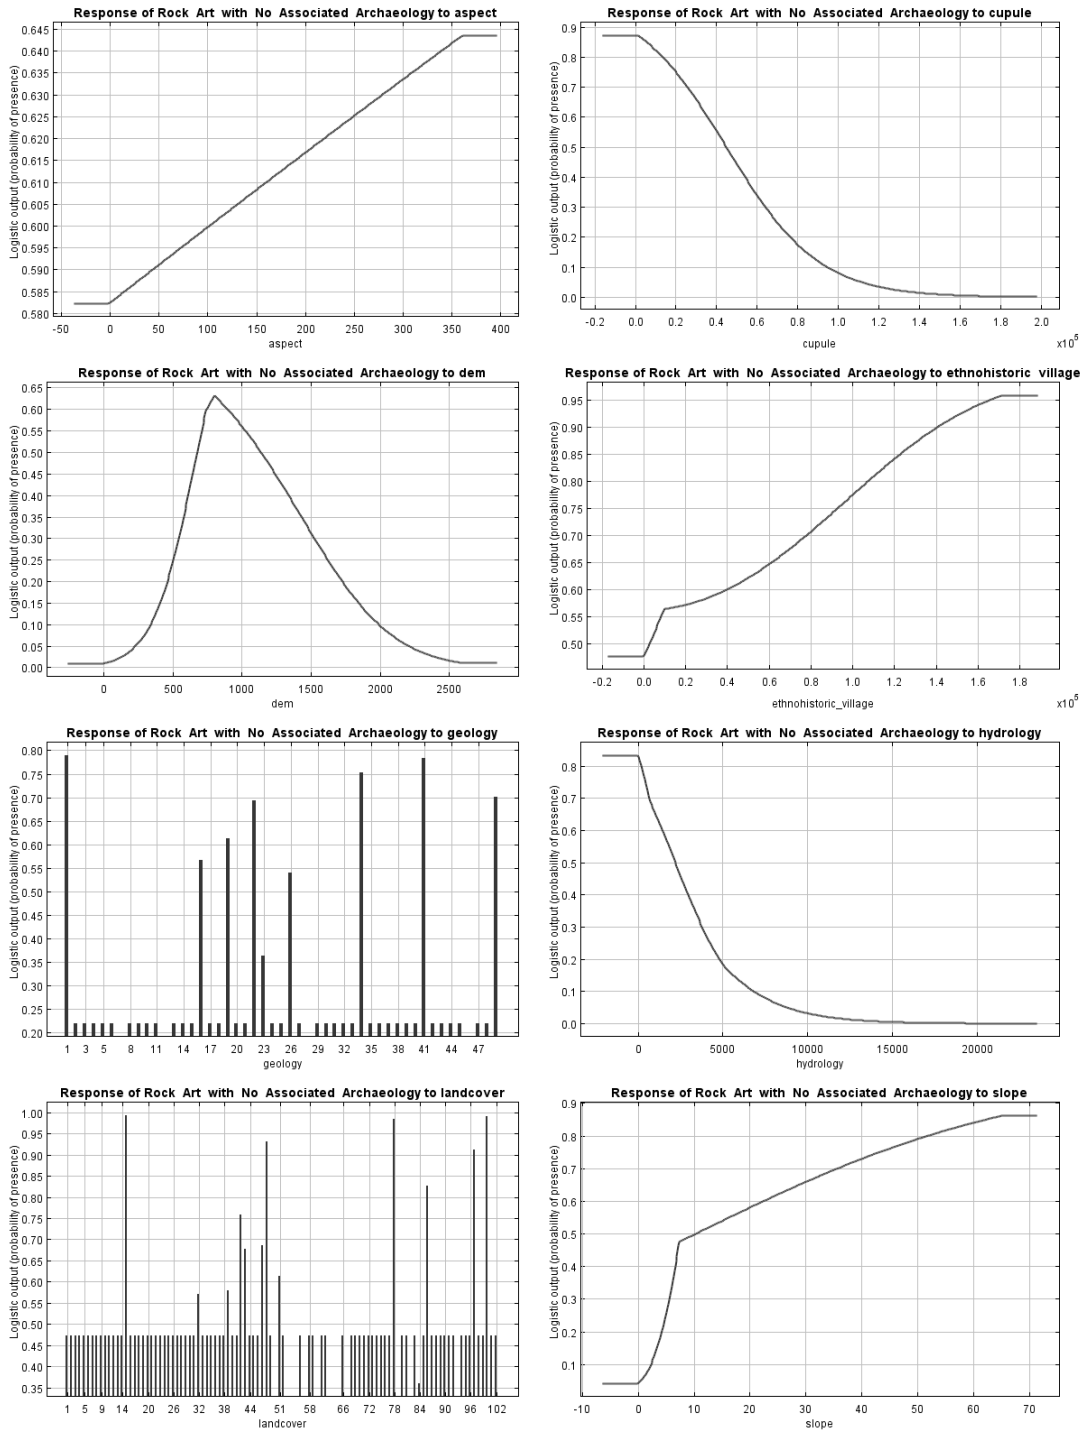 Response of Rock Art with No Associated Archaeology to aspect
Logistic output (probability of presence)
0.645
0.640
0.635
0.630
0.625
0.620
0.615
0.610
0.605
0.600
0.595
0.590
0.585
0.580
-50 0 50 100 150 200 250 300 350 400
aspect
Response of Rock Art with No Associated Archaeology to cupule
Logistic output (probability of presence)
0.9
0.8
0.7
0.6
0.5
0.4
0.3
0.2
0.1
0.0
-0.2 0.0 0.2 0.4 0.6 0.8 1.0 1.2 1.4 1.6 1.8 2.0
cupule
x10^5
Response of Rock Art with No Associated Archaeology to dem
Logistic output (probability of presence)
0.65
0.60
0.55
0.50
0.45
0.40
0.35
0.30
0.25
0.20
0.15
0.10
0.05
0.00
0 500 1000 1500 2000 2500
dem
Response of Rock Art with No Associated Archaeology to ethnohistoric village
Logistic output (probability of presence)
0.95
0.90
0.85
0.80
0.75
0.70
0.65
0.60
0.55
0.50
-0.2 0.0 0.2 0.4 0.6 0.8 1.0 1.2 1.4 1.6 1.8
ethnohistoric_village
x10^5
Response of Rock Art with No Associated Archaeology to geology
Logistic output (probability of presence)
0.80
0.75
0.70
0.65
0.60
0.55
0.50
0.45
0.40
0.35
0.30
0.25
0.20
1 3 5 8 11 14 17 20 23 26 29 32 35 38 41 44 47
geology
Response of Rock Art with No Associated Archaeology to hydrology
Logistic output (probability of presence)
0.8
0.7
0.6
0.5
0.4
0.3
0.2
0.1
0.0
0 5000 10000 15000 20000
hydrology
Response of Rock Art with No Associated Archaeology to landcover
Logistic output (probability of presence)
1.00
0.95
0.90
0.85
0.80
0.75
0.70
0.65
0.60
0.55
0.50
0.45
0.40
0.35
1 5 9 14 20 26 32 38 44 51 58 66 72 78 84 90 96 102
landcover
Response of Rock Art with No Associated Archaeology to slope
Logistic output (probability of presence)
0.9
0.8
0.7
0.6
0.5
0.4
0.3
0.2
0.1
-10 0 10 20 30 40 50 60 70
slope